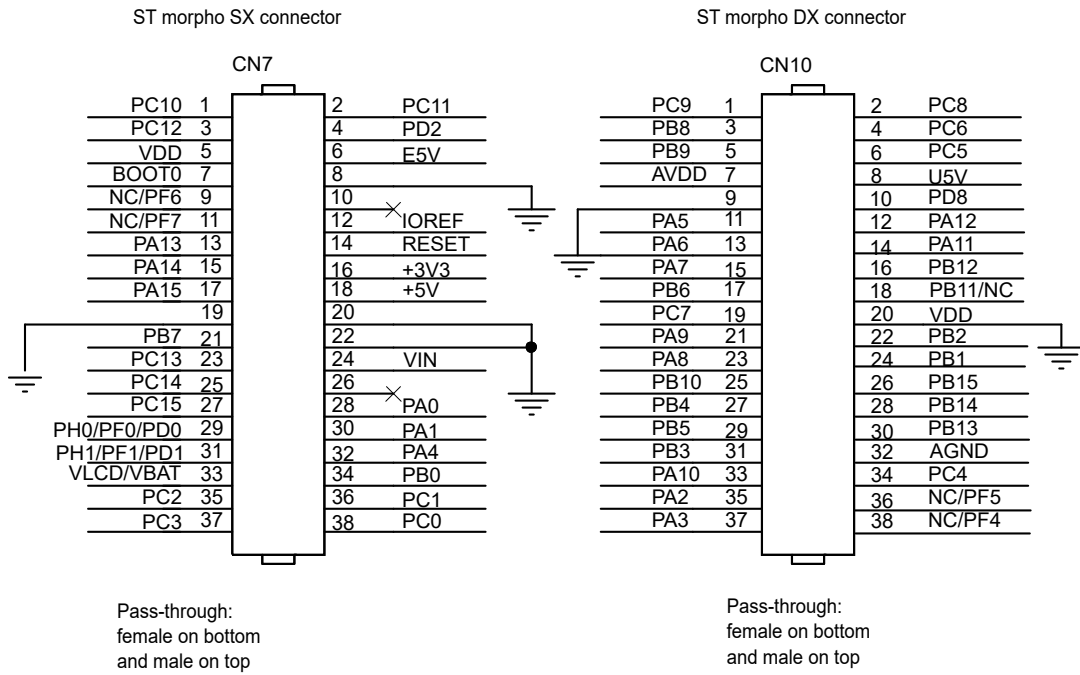 ST morpho SX connector
CN7
PC10 1 2 PC11
PC12 3 4 PD2
VDD 5 6 E5V
BOOT0 7 8
NC/PF6 9 10
NC/PF7 11 12 IOREF
PA13 13 14 RESET
PA14 15 16 +3V3
PA15 17 18 +5V
19 20
PB7 21 22
PC13 23 24 VIN
PC14 25 26
PC15 27 28 PA0
PH0/PF0/PD0 29 30 PA1
PH1/PF1/PD1 31 32 PA4
VLCD/VBAT 33 34 PB0
PC2 35 36 PC1
PC3 37 38 PC0
Pass-through:
female on bottom
and male on top
ST morpho DX connector
CN10
PC9 1 2 PC8
PB8 3 4 PC6
PB9 5 6 PC5
AVDD 7 8 U5V
9 10 PD8
PA5 11 12 PA12
PA6 13 14 PA11
PA7 15 16 PB12
PB6 17 18 PB11/NC
PC7 19 20 VDD
PA9 21 22 PB2
PA8 23 24 PB1
PB10 25 26 PB15
PB4 27 28 PB14
PB5 29 30 PB13
PB3 31 32 AGND
PA10 33 34 PC4
PA2 35 36 NC/PF5
PA3 37 38 NC/PF4
Pass-through:
female on bottom
and male on top